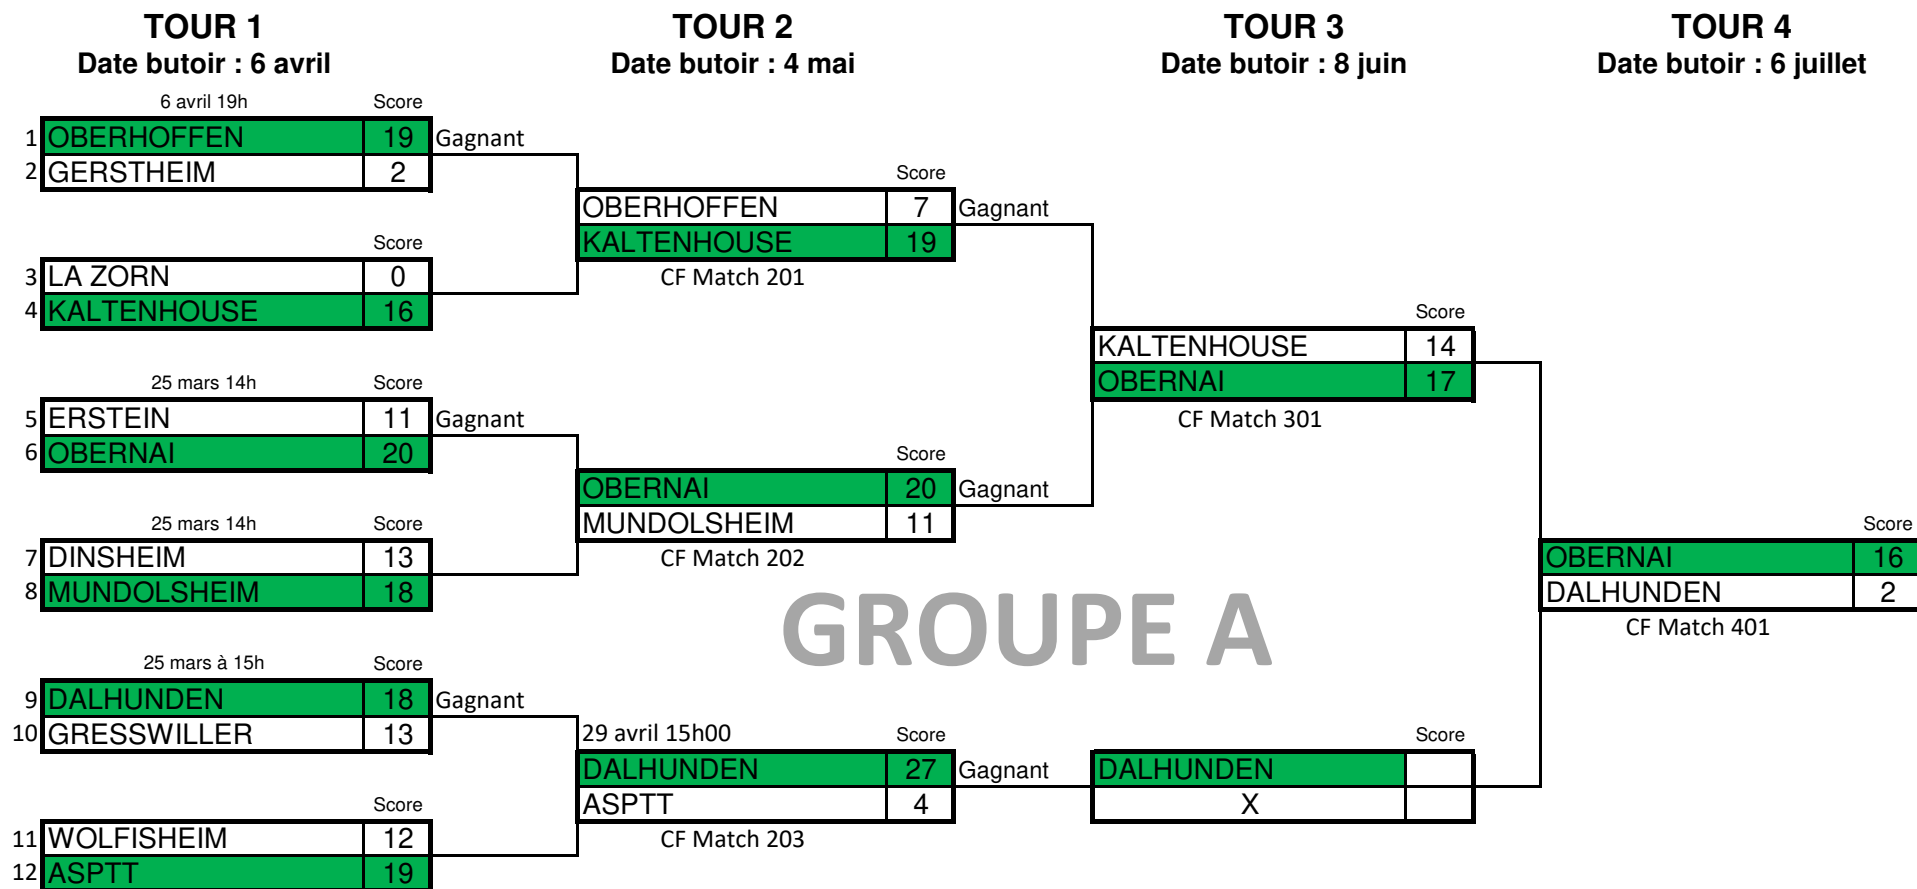 TOUR 1 TOUR 2 TOUR 3 TOUR 4
Date butoir : 6 avril Date butoir : 4 mai Date butoir : 8 juin Date butoir : 6 juillet
6 avril 19h Score
1 OBERHOFFEN 19 Gagnant
2 GERSTHEIM 2
Score
OBERHOFFEN 7 Gagnant
KALTENHOUSE 19
CF Match 201
Score
3 LA ZORN 0
4 KALTENHOUSE 16
Score
KALTENHOUSE 14
OBERNAI 17
CF Match 301
25 mars 14h Score
5 ERSTEIN 11 Gagnant
6 OBERNAI 20
Score
OBERNAI 20 Gagnant
MUNDOLSHEIM 11
CF Match 202
25 mars 14h Score
7 DINSHEIM 13
8 MUNDOLSHEIM 18
Score
OBERNAI 16
DALHUNDEN 2
CF Match 401
GROUPE A
25 mars à 15h Score
9 DALHUNDEN 18 Gagnant
10 GRESSWILLER 13
29 avril 15h00 Score
DALHUNDEN 27 Gagnant
ASPTT 4
CF Match 203
Score
DALHUNDEN
X
Score
11 WOLFISHEIM 12
12 ASPTT 19